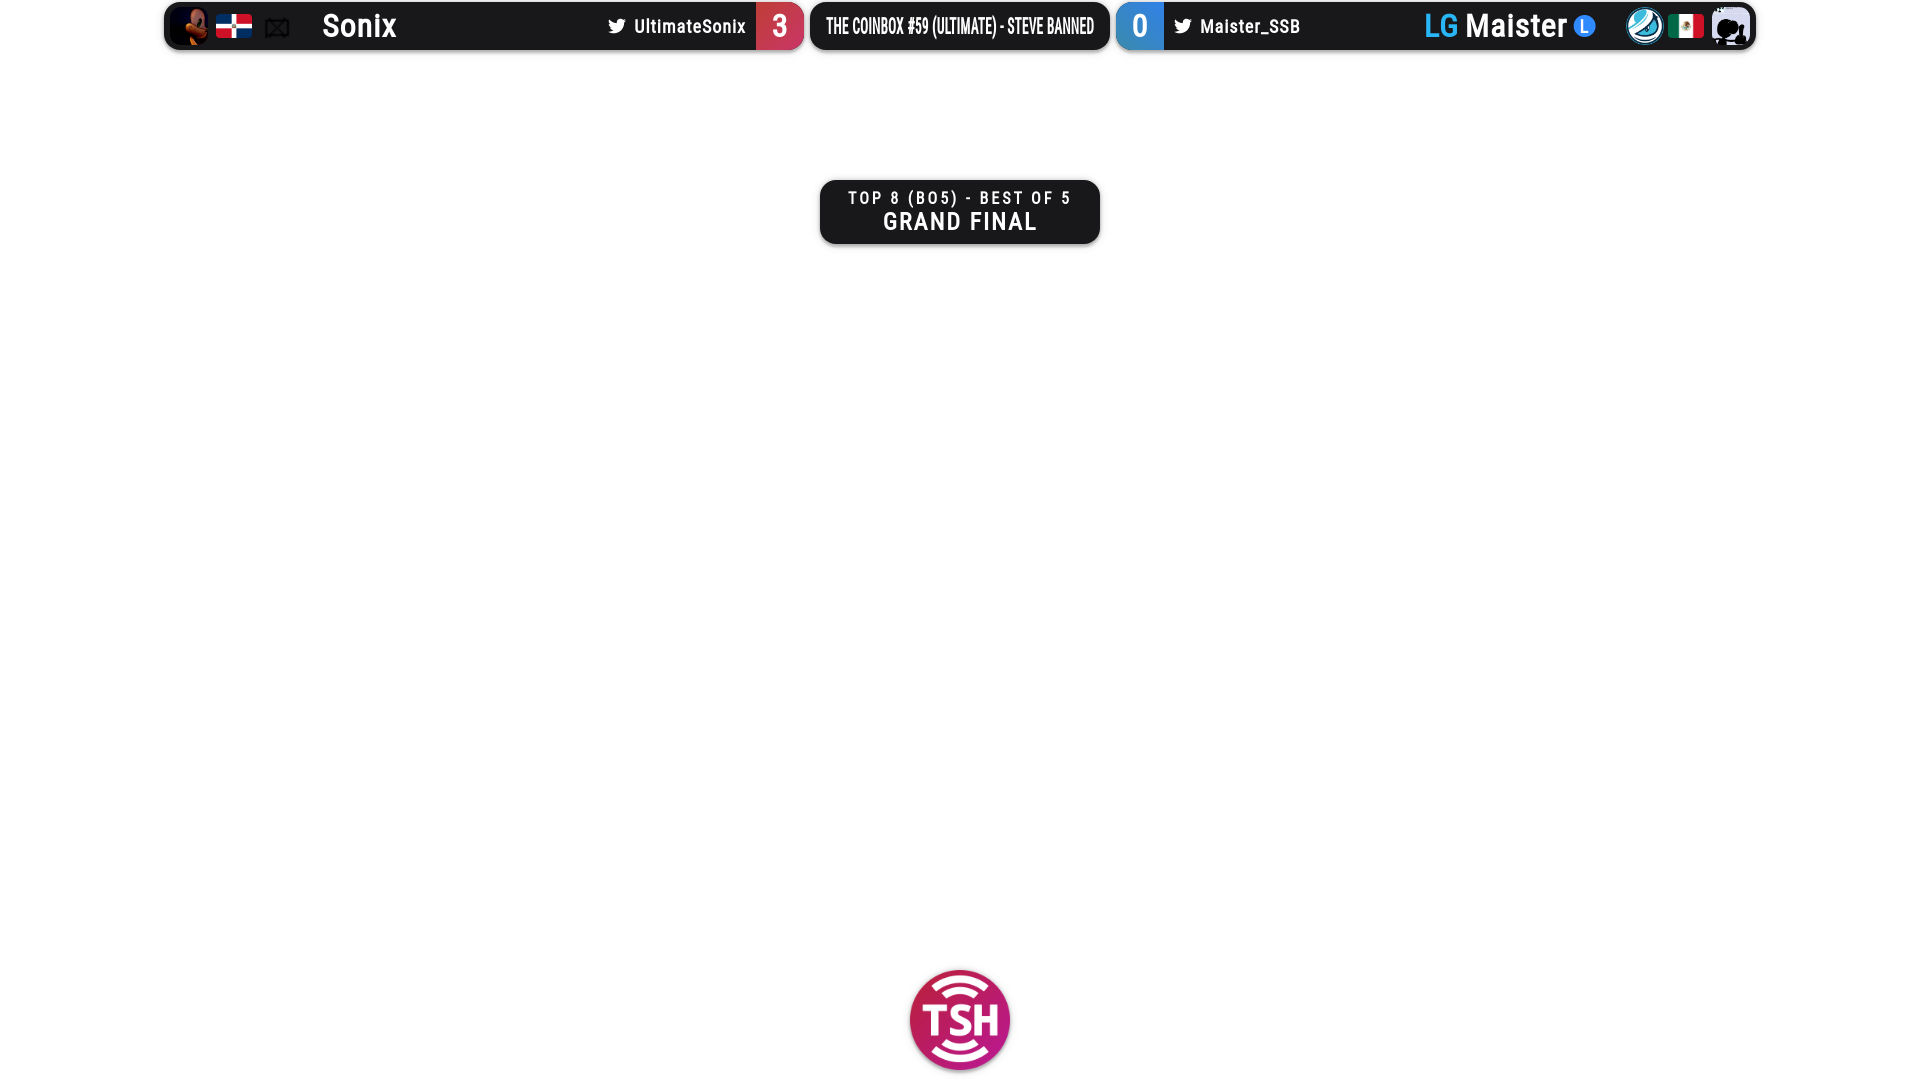 Sonix
UltimateSonix
3
THE COINBOX #59 (ULTIMATE) - STEVE BANNED
0
Maister_SSB
LG Maister L
TOP 8 (BO5) - BEST OF 5
GRAND FINAL
TSH